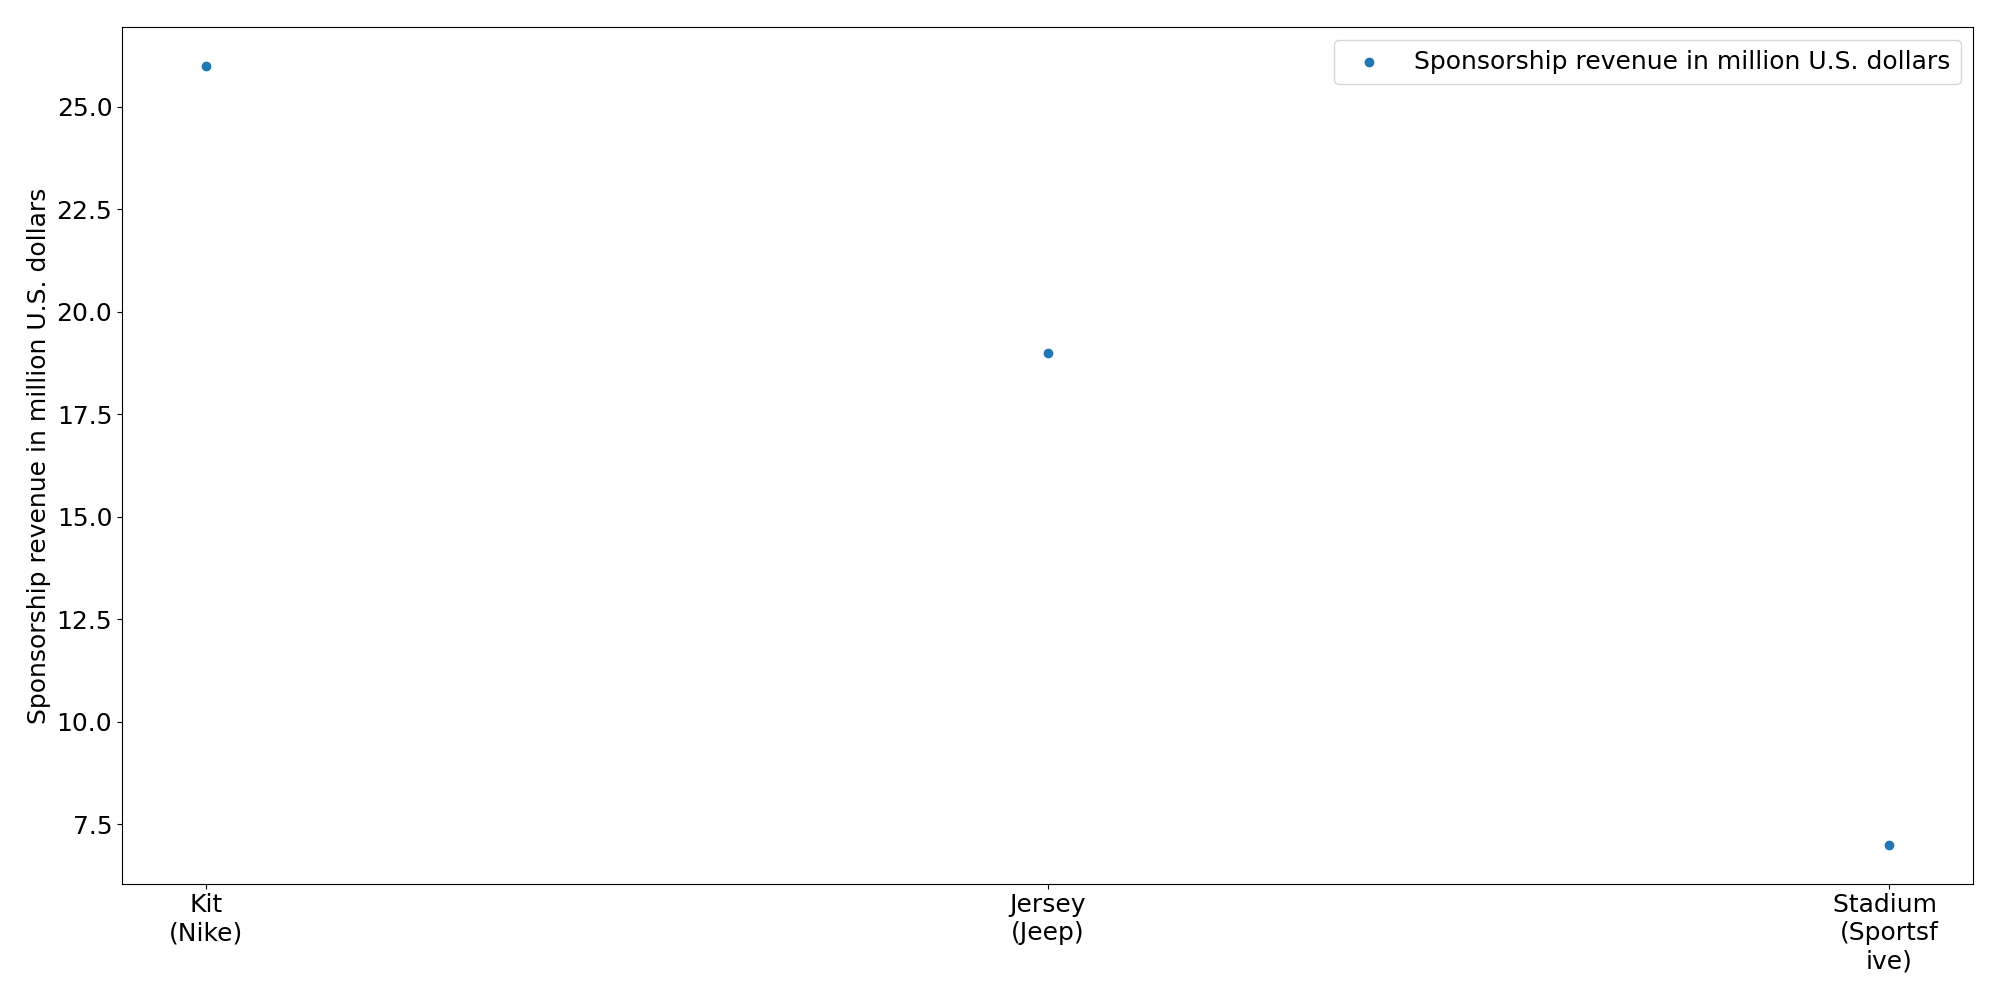 Sponsorship revenue in million U.S. dollars
Sponsorship revenue in million U.S. dollars
25.0
22.5
20.0
17.5
15.0
12.5
10.0
7.5
Kit
(Nike)
Jersey
(Jeep)
Stadium
(Sportsf
ive)